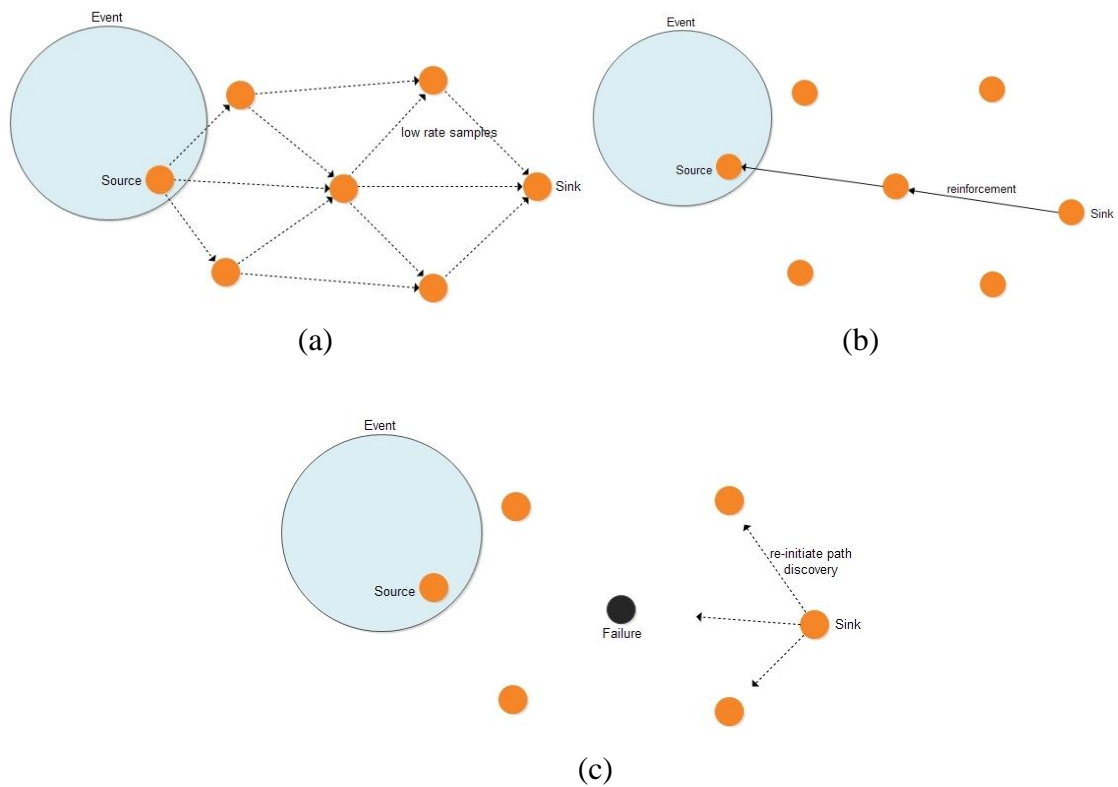 Event
Source
low rate samples
Sink
(a)
Event
Source
reinforcement
Sink
(b)
Event
Source
Failure
re-initiate path
discovery
Sink
(c)